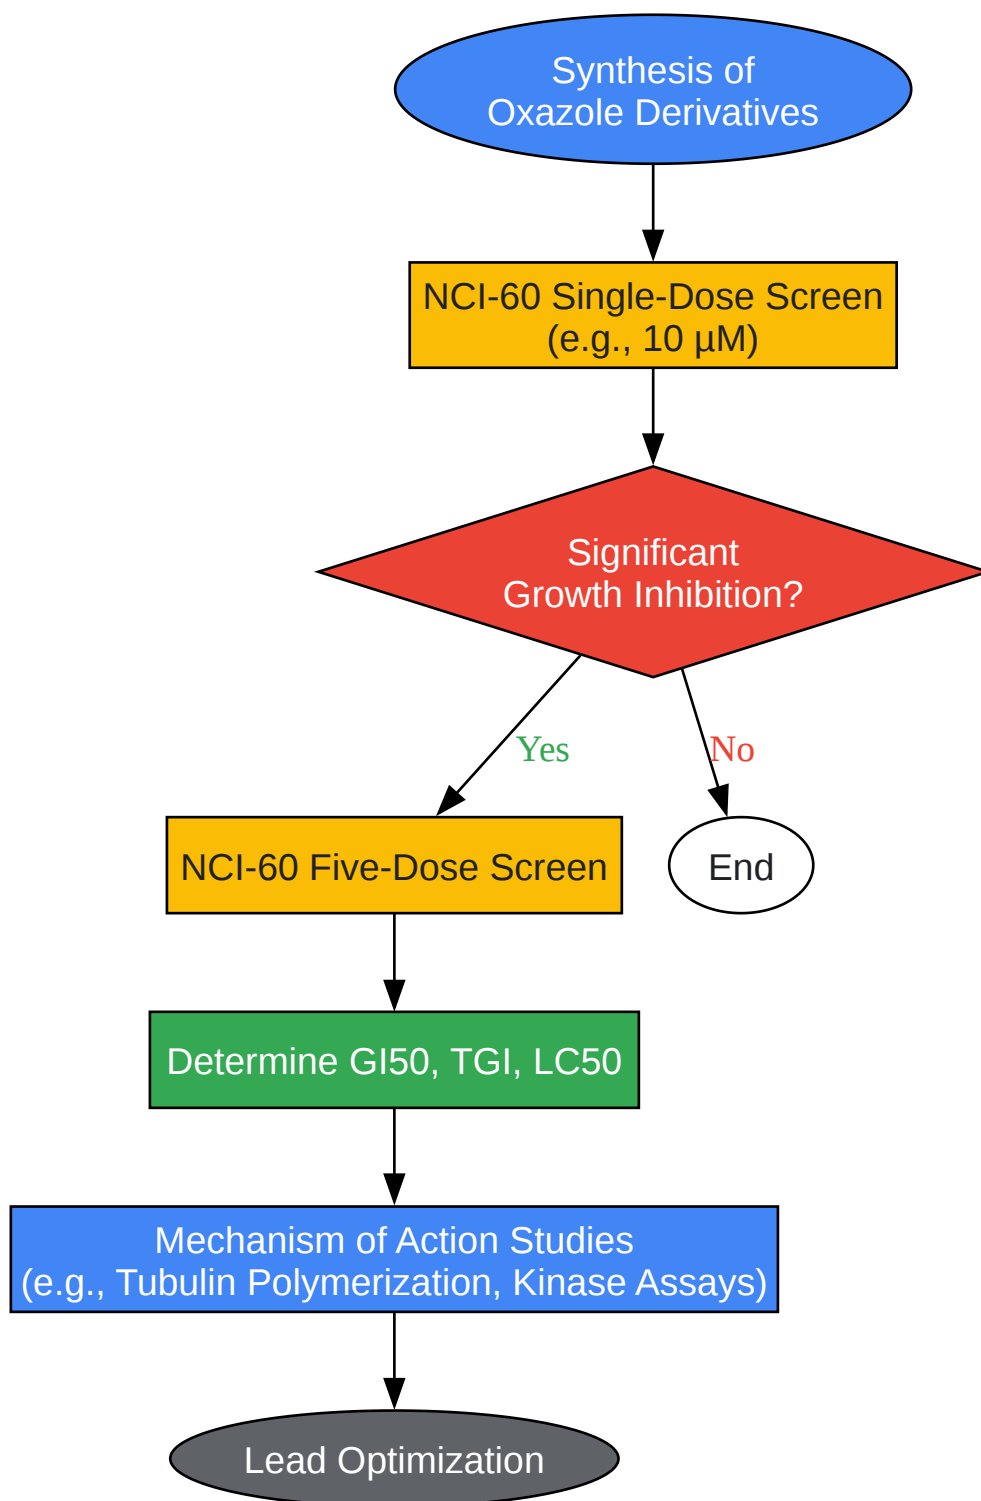 Synthesis of
Oxazole Derivatives
NCI-60 Single-Dose Screen
(e.g., 10 µM)
Significant
Growth Inhibition?
Yes
No
NCI-60 Five-Dose Screen
End
Determine GI50, TGI, LC50
Mechanism of Action Studies
(e.g., Tubulin Polymerization, Kinase Assays)
Lead Optimization